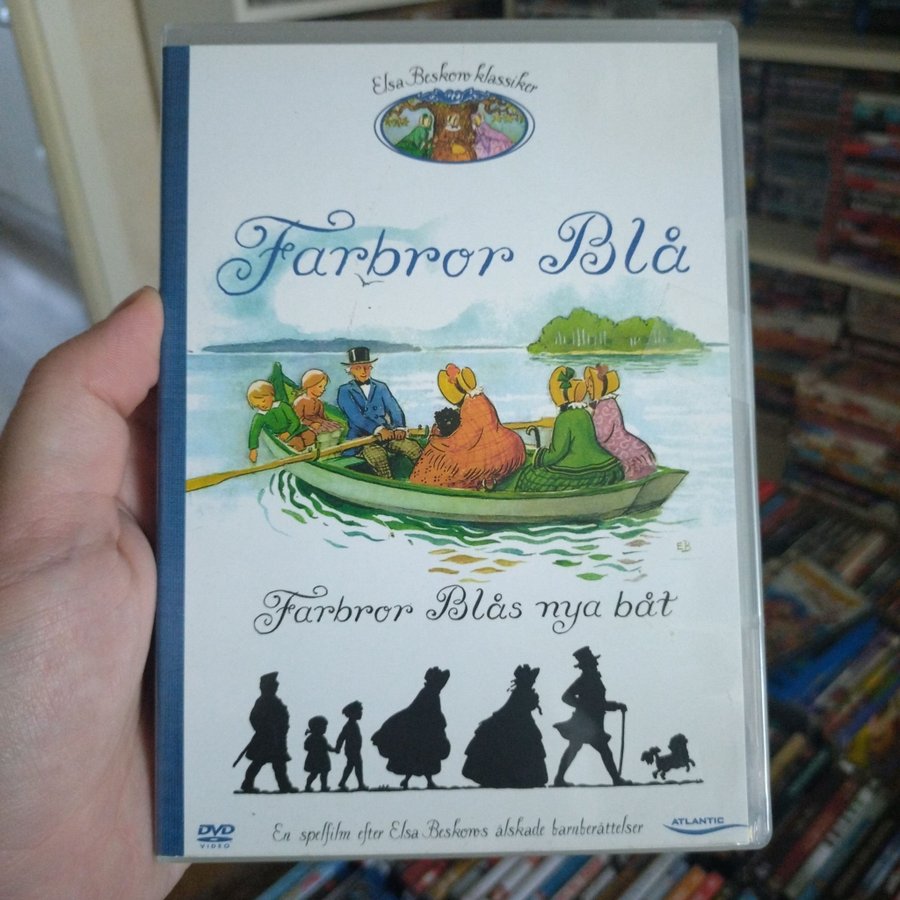 Elsa Beskows klassiker
Farbror Blå
EB
Farbror Blås nya båt
DVD
VIDEO
En spelfilm efter Elsa Beskows älskade barnberättelser
ATLANTIC